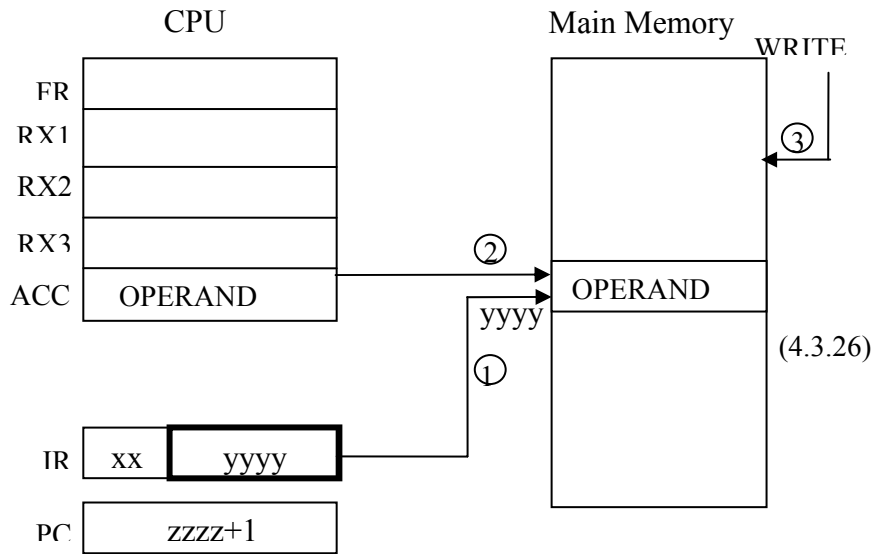 CPU
Main Memory
WRITE
RX1
3
RX2
RX3
2
ACC
OPERAND
OPERAND
yyyy
(4.3.26)
1
IR
xx
yyyy
PC
zzzz+1